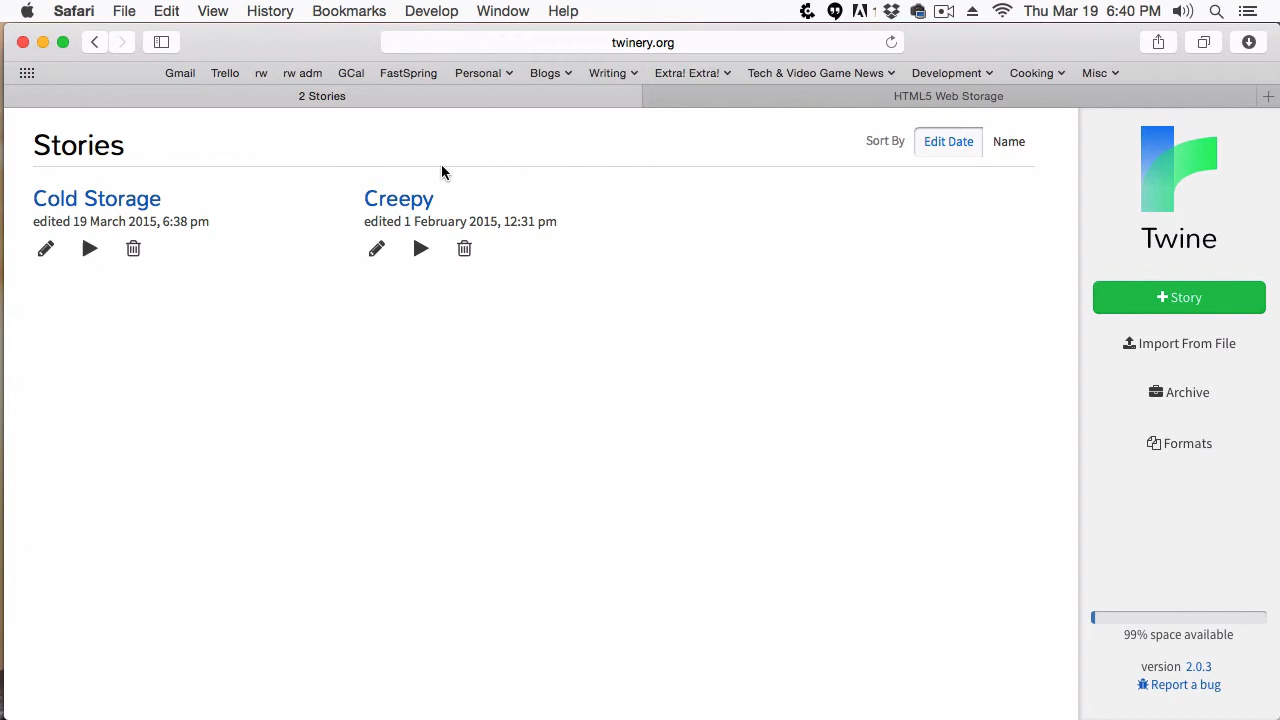 Safari File Edit View History Bookmarks Develop Window Help 1 Thu Mar 19 6:40 PM
twinery.org
Gmail Trello rw rw adm GCal FastSpring Personal Blogs Writing Extra! Extra! Tech & Video Game News Development Cooking Misc
2 Stories HTML5 Web Storage
Stories
Sort By Edit Date Name
Cold Storage
edited 19 March 2015, 6:38 pm
Creepy
edited 1 February 2015, 12:31 pm
Twine
+ Story
Import From File
Archive
Formats
99% space available
version 2.0.3
Report a bug